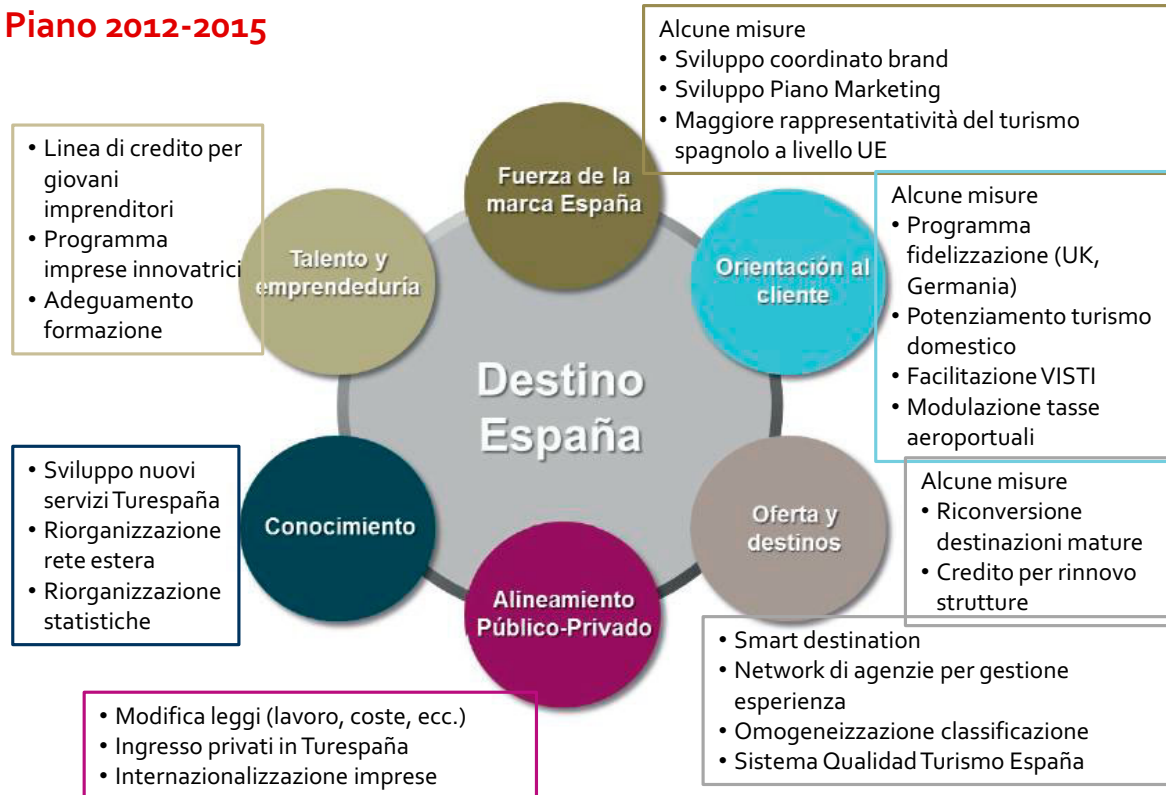 Piano 2012-2015
Alcune misure
• Sviluppo coordinato brand
• Sviluppo Piano Marketing
• Maggiore rappresentatività del turismo
spagnolo a livello UE
• Linea di credito per
giovani
imprenditori
• Programma
imprese innovatrici
• Adeguamento
formazione
Fuerza de la
marca España
Talento y
emprendeduría
Orientación al
cliente
Alcune misure
• Programma
fidelizzazione (UK,
Germania)
• Potenziamento turismo
domestico
• Facilitazione VISTI
• Modulazione tasse
aeroportuali
Destino
España
• Sviluppo nuovi
servizi Turespaña
• Riorganizzazione
rete estera
• Riorganizzazione
statistiche
Conocimiento
Oferta y
destinos
Alcune misure
• Riconversione
destinazioni mature
• Credito per rinnovo
strutture
Alineamiento
Público-Privado
• Smart destination
• Network di agenzie per gestione
esperienza
• Omogeneizzazione classificazione
• Sistema Qualidad Turismo España
• Modifica leggi (lavoro, coste, ecc.)
• Ingresso privati in Turespaña
• Internazionalizzazione imprese